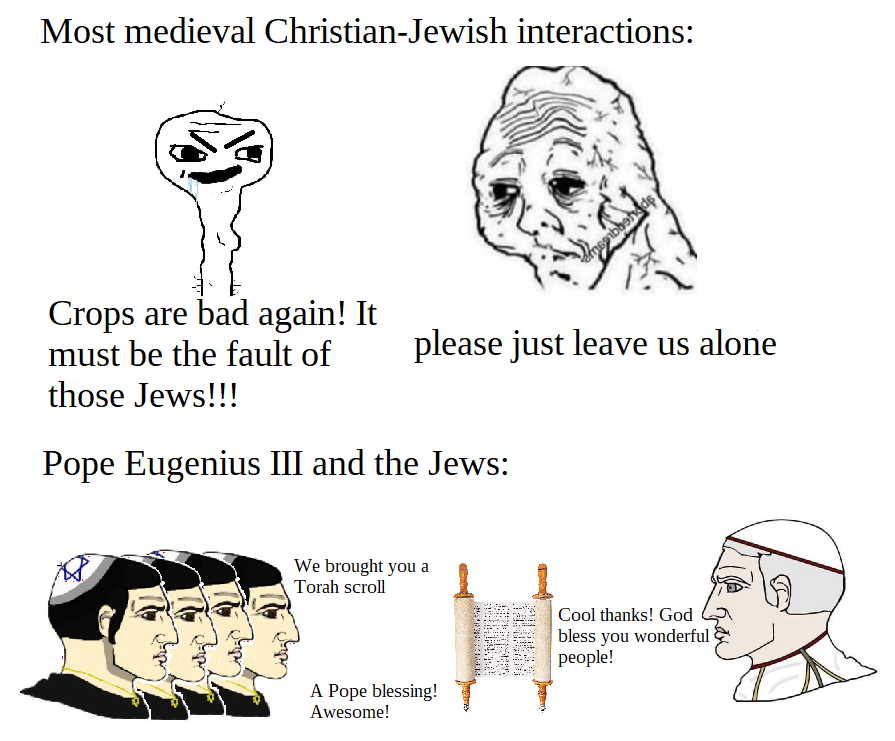 Most medieval Christian-Jewish interactions:
Crops are bad again! It
must be the fault of
those Jews!!!
please just leave us alone
Pope Eugenius III and the Jews:
We brought you a
Torah scroll
Cool thanks! God
bless you wonderful
people!
A Pope blessing!
Awesome!